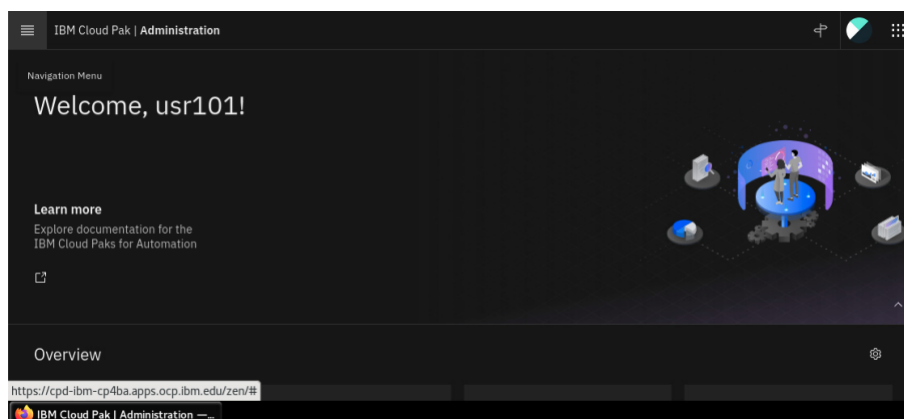 IBM Cloud Pak | Administration
Navigation Menu
Welcome, usr101!
Learn more
Explore documentation for the
IBM Cloud Paks for Automation
Overview
https://cpd-ibm-cp4ba.apps.ocp.ibm.edu/zen/#
IBM Cloud Pak | Administration —...